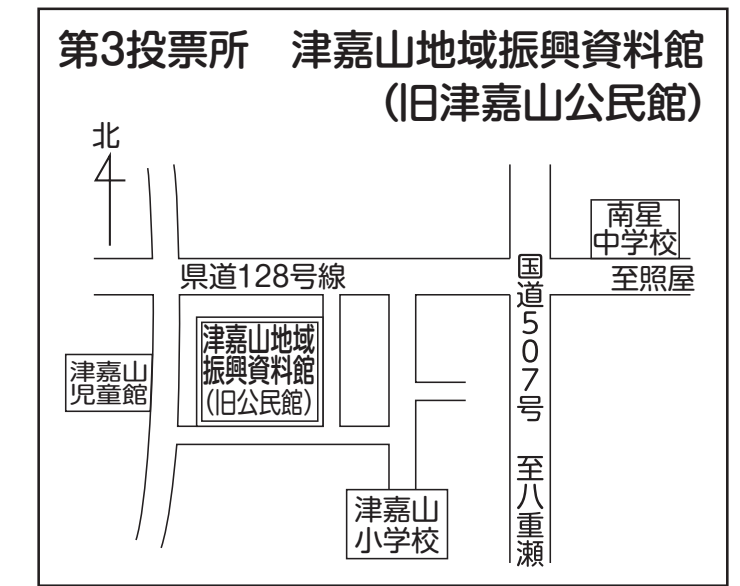 第3投票所　津嘉山地域振興資料館
(旧津嘉山公民館)
北
南星
中学校
県道128号線
至照屋
国道507号　至八重瀬
津嘉山地域
振興資料館
(旧公民館)
津嘉山
児童館
津嘉山
小学校